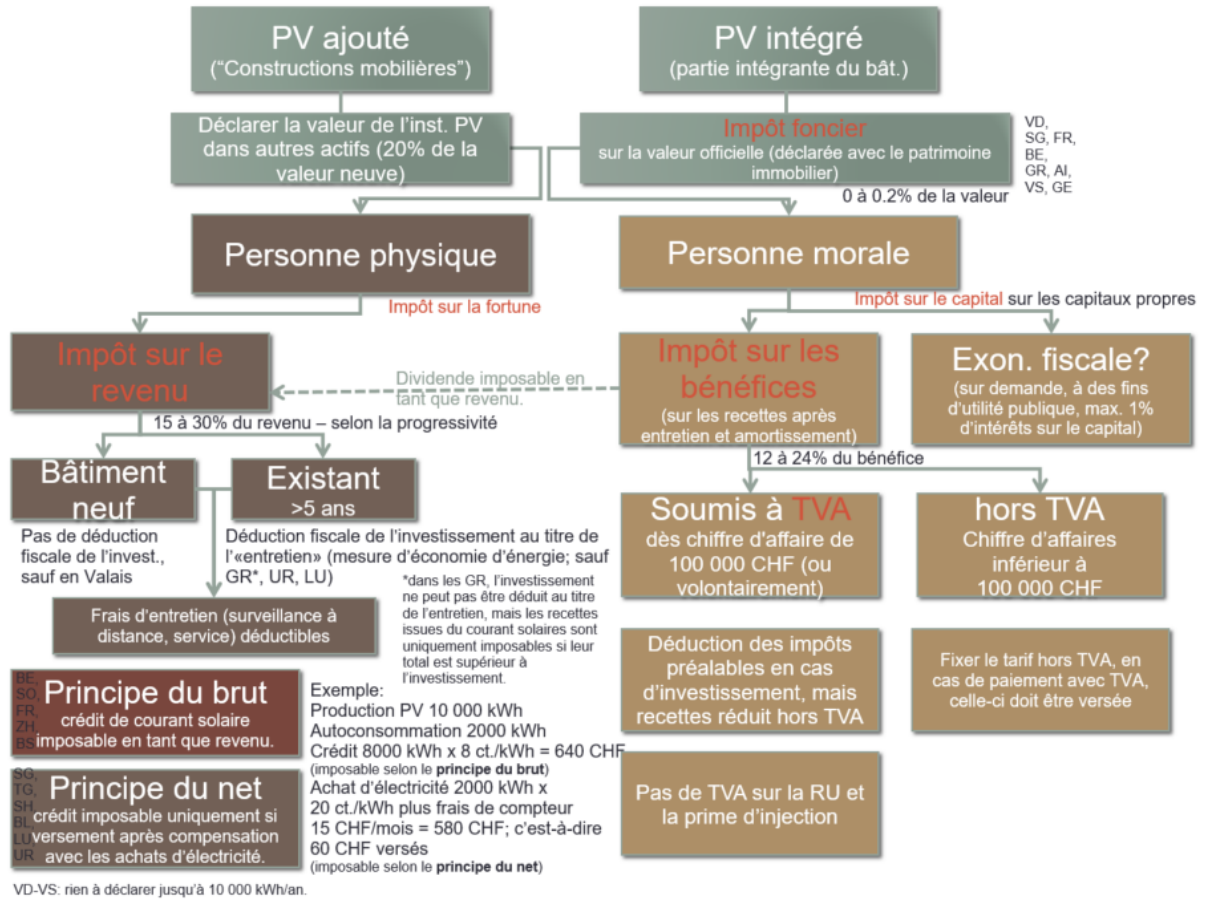 PV ajouté
(“Constructions mobilières”)
PV intégré
(partie intégrante du bât.)
Déclarer la valeur de l'inst. PV
dans autres actifs (20% de la
valeur neuve)
Impôt foncier
sur la valeur officielle (déclarée avec le patrimoine
immobilier)
VD,
SG, FR,
BE,
GR, AI,
VS, GE
0 à 0.2% de la valeur
Personne physique
Personne morale
Impôt sur la fortune
Impôt sur le capital sur les capitaux propres
Impôt sur le
revenu
Dividende imposable en
tant que revenu.
Impôt sur les
bénéfices
(sur les recettes après
entretien et amortissement)
Exon. fiscale?
(sur demande, à des fins
d'utilité publique, max. 1%
d'intérêts sur le capital)
15 à 30% du revenu – selon la progressivité
12 à 24% du bénéfice
Bâtiment
neuf
Existant
>5 ans
Pas de déduction
fiscale de l'invest.,
sauf en Valais
Déduction fiscale de l'investissement au titre de
l'«entretien» (mesure d'économie d'énergie; sauf
GR*, UR, LU)
*dans les GR, l'investissement
ne peut pas être déduit au titre
de l'entretien, mais les recettes
issues du courant solaires sont
uniquement imposables si leur
total est supérieur à
l'investissement.
Frais d'entretien (surveillance à
distance, service) déductibles
Soumis à TVA
dès chiffre d'affaire de
100 000 CHF (ou
volontairement)
hors TVA
Chiffre d'affaires
inférieur à
100 000 CHF
Déduction des impôts
préalables en cas
d'investissement, mais
recettes réduit hors TVA
Fixer le tarif hors TVA, en
cas de paiement avec TVA,
celle-ci doit être versée
Pas de TVA sur la RU et
la prime d'injection
BE,
SO,
FR,
ZH,
BS
Principe du brut
crédit de courant solaire
imposable en tant que revenu.
SG,
TG,
SH,
BL,
LU,
UR
Principe du net
crédit imposable uniquement si
versement après compensation
avec les achats d'électricité.
Exemple:
Production PV 10 000 kWh
Autoconsommation 2000 kWh
Crédit 8000 kWh x 8 ct./kWh = 640 CHF
(imposable selon le principe du brut)
Achat d'électricité 2000 kWh x
20 ct./kWh plus frais de compteur
15 CHF/mois = 580 CHF; c'est-à-dire
60 CHF versés
(imposable selon le principe du net)
VD-VS: rien à déclarer jusqu'à 10 000 kWh/an.